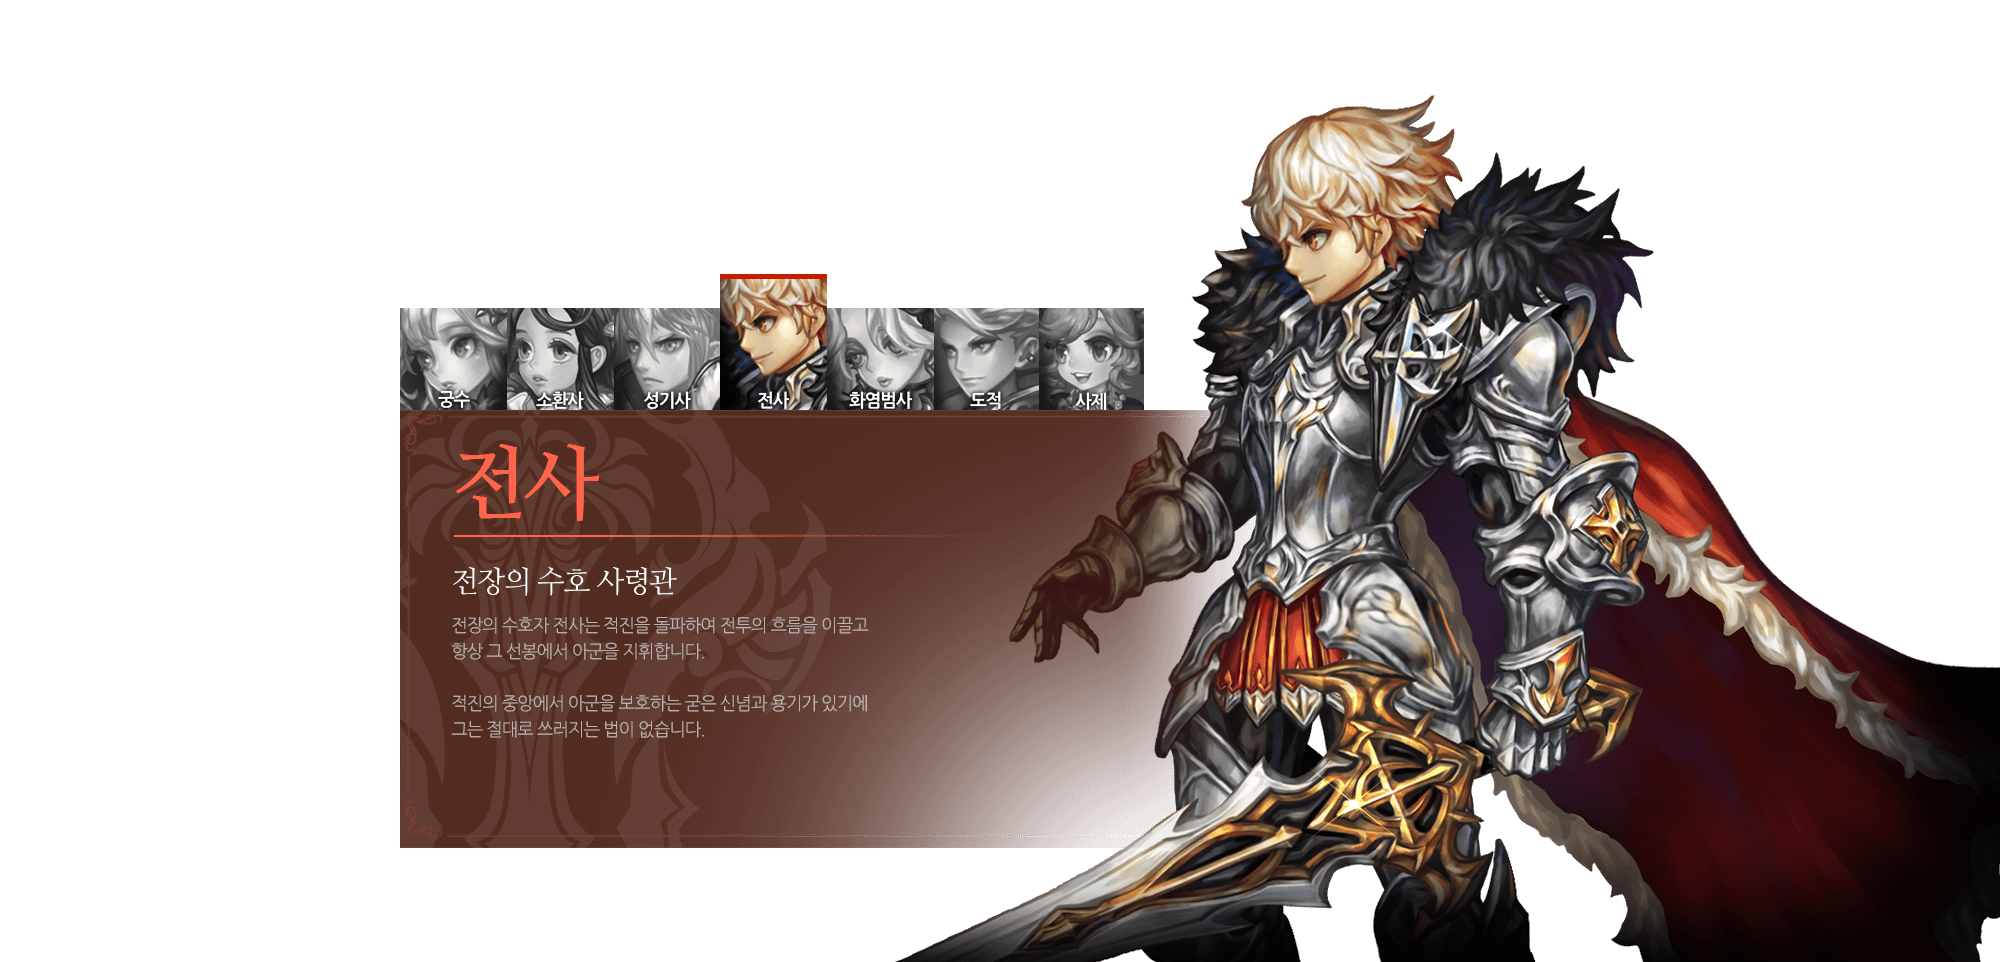 궁수
소환사
성기사
전사
화염범사
도적
사제
전사
전장의 수호 사령관
전장의 수호자 전사는 적진을 돌파하여 전투의 흐름을 이끌고
항상 그 선봉에서 아군을 지휘합니다.
적진의 중앙에서 아군을 보호하는 굳은 신념과 용기가 있기에
그는 절대로 쓰러지는 법이 없습니다.